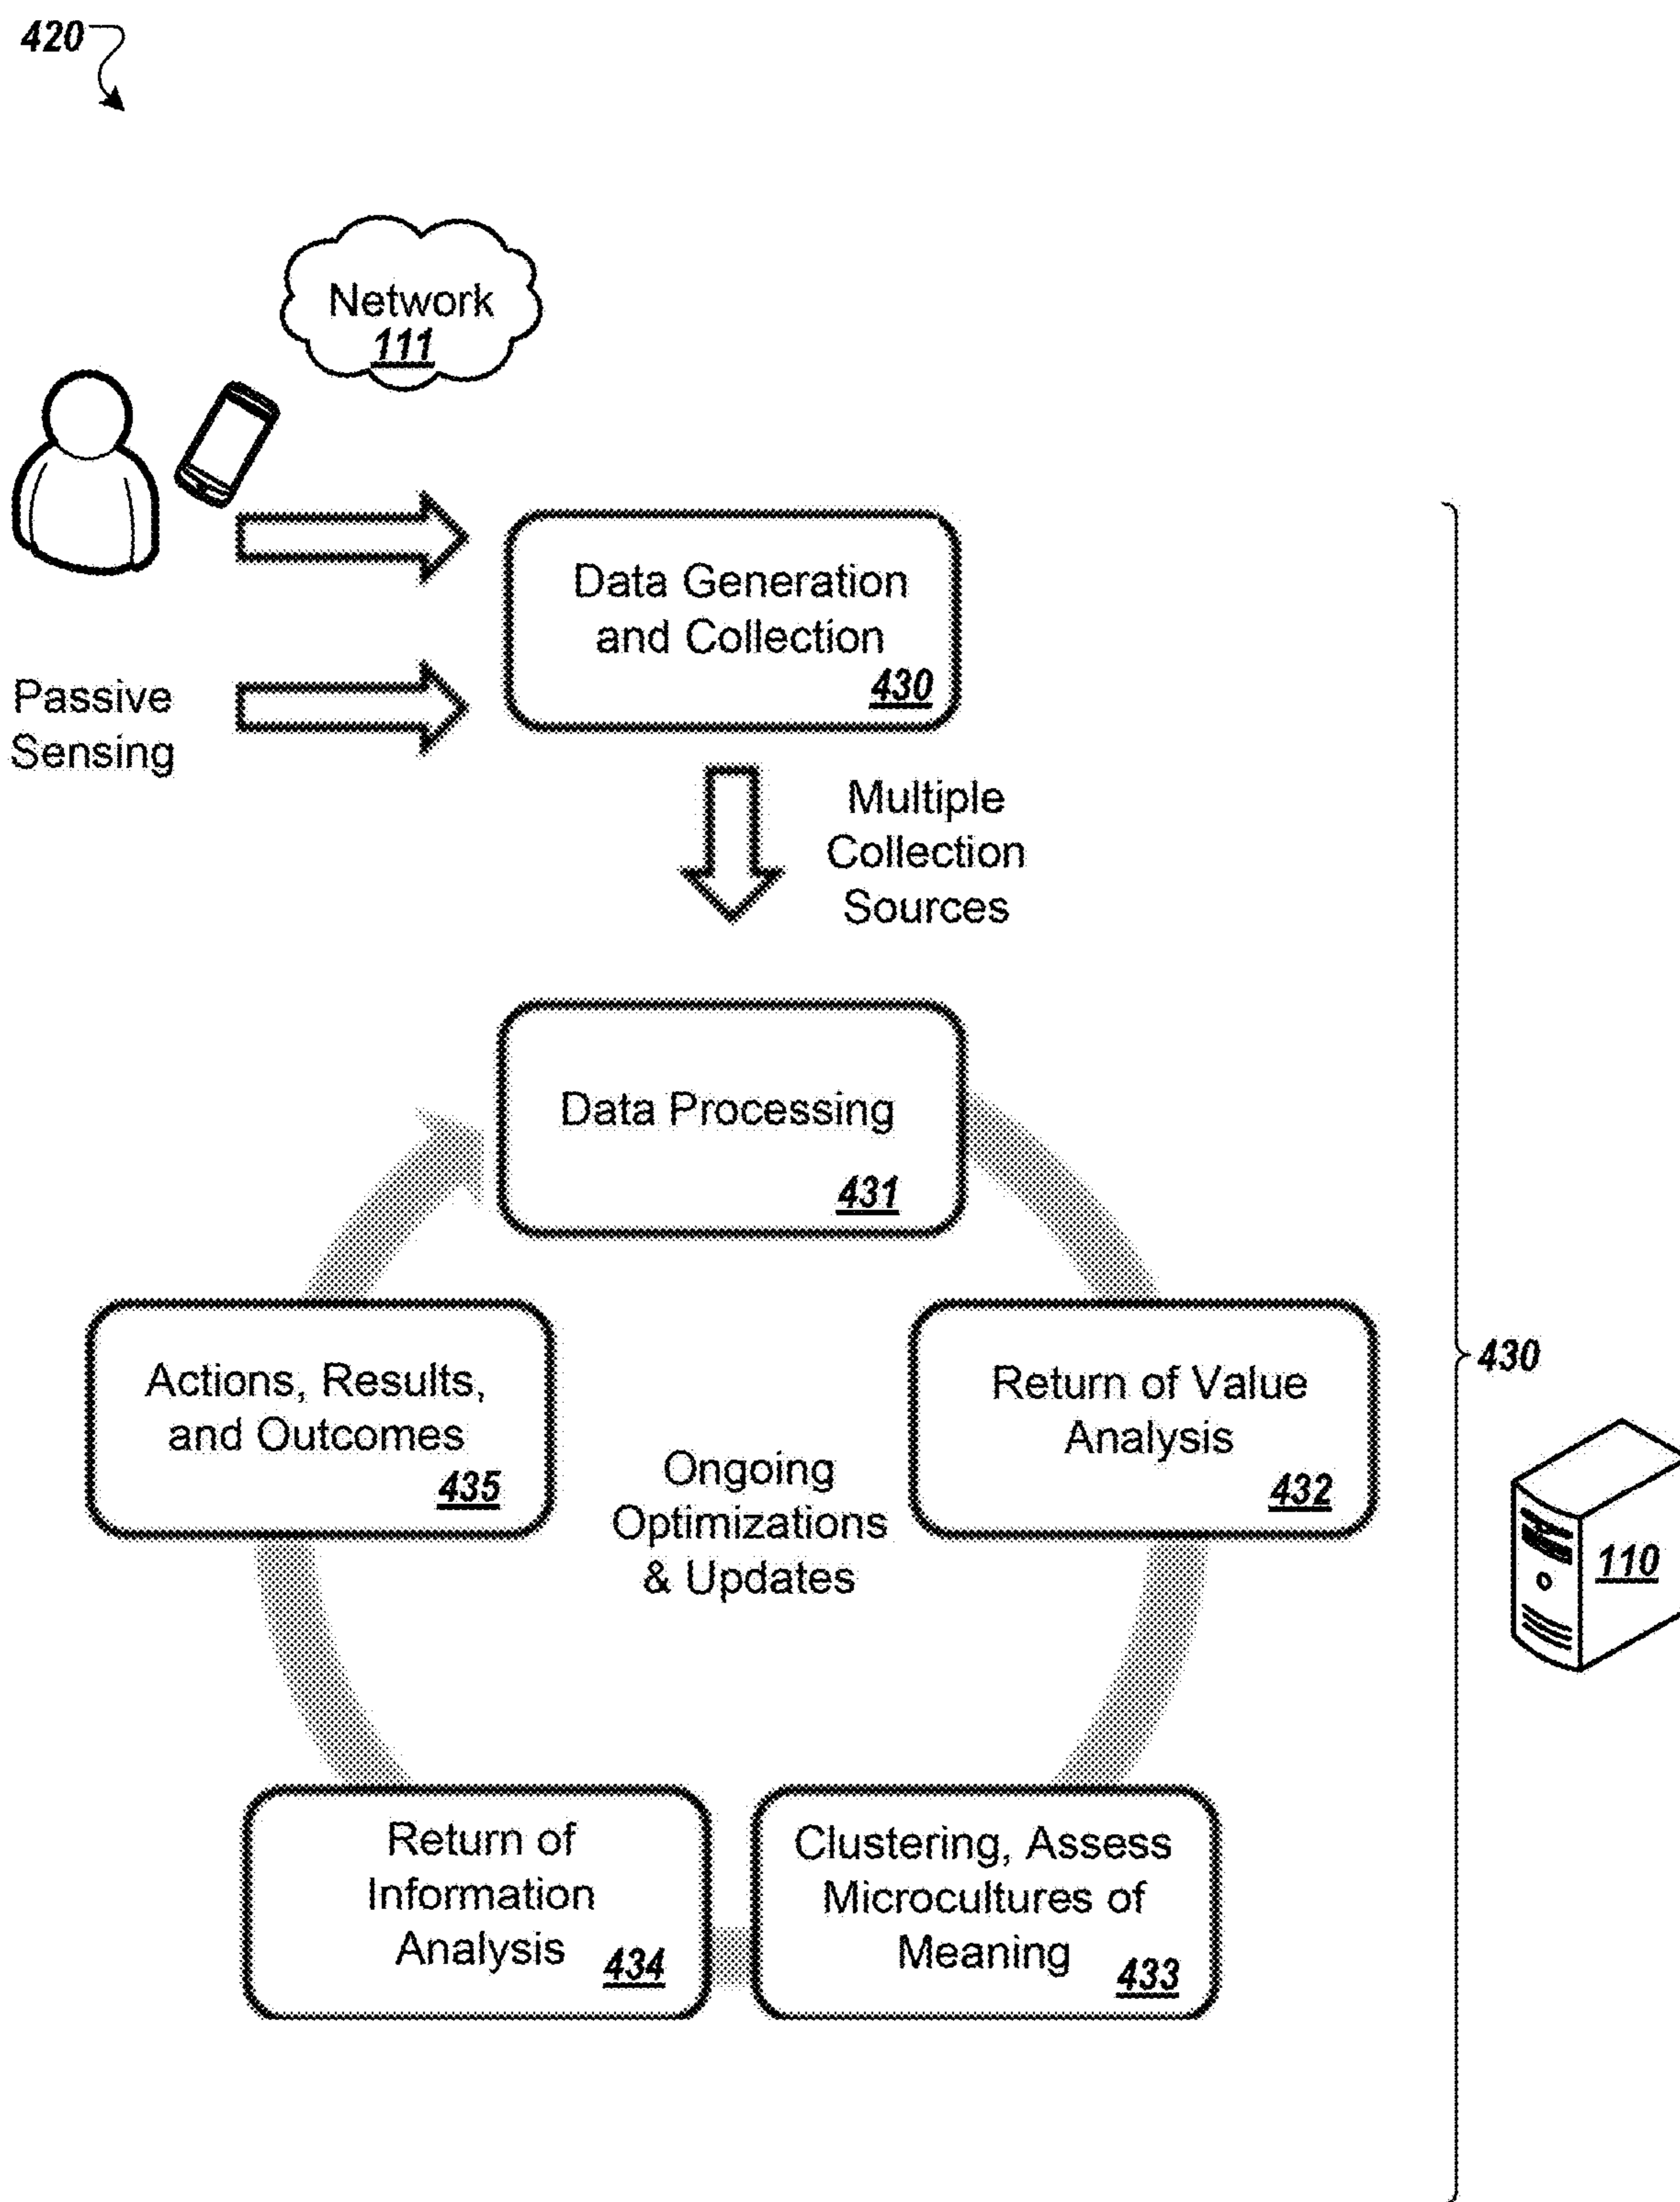 420
Network
111
Data Generation
and Collection
430
Passive
Sensing
Multiple
Collection
Sources
Data Processing
431
Actions, Results,
and Outcomes
435
Return of Value
Analysis
432
Ongoing
Optimizations
& Updates
430
110
Return of
Information
Analysis
434
Clustering, Assess
Microcultures of
Meaning
433